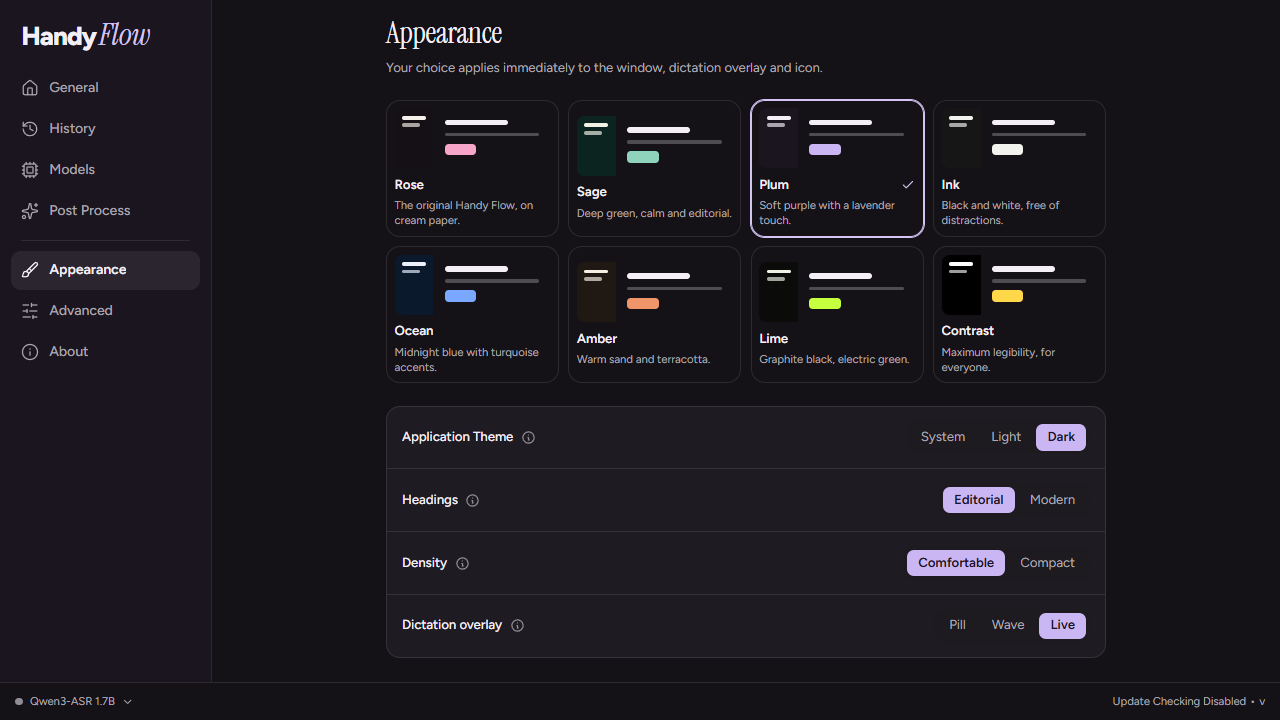 Handy Flow
General
History
Models
Post Process
Appearance
Advanced
About
Appearance
Your choice applies immediately to the window, dictation overlay and icon.
Rose
The original Handy Flow, on
cream paper.
Sage
Deep green, calm and editorial.
Plum
Soft purple with a lavender
touch.
Ink
Black and white, free of
distractions.
Ocean
Midnight blue with turquoise
accents.
Amber
Warm sand and terracotta.
Lime
Graphite black, electric green.
Contrast
Maximum legibility, for
everyone.
Application Theme
System Light Dark
Headings
Editorial Modern
Density
Comfortable Compact
Dictation overlay
Pill Wave Live
Qwen3-ASR 1.7B
Update Checking Disabled • v